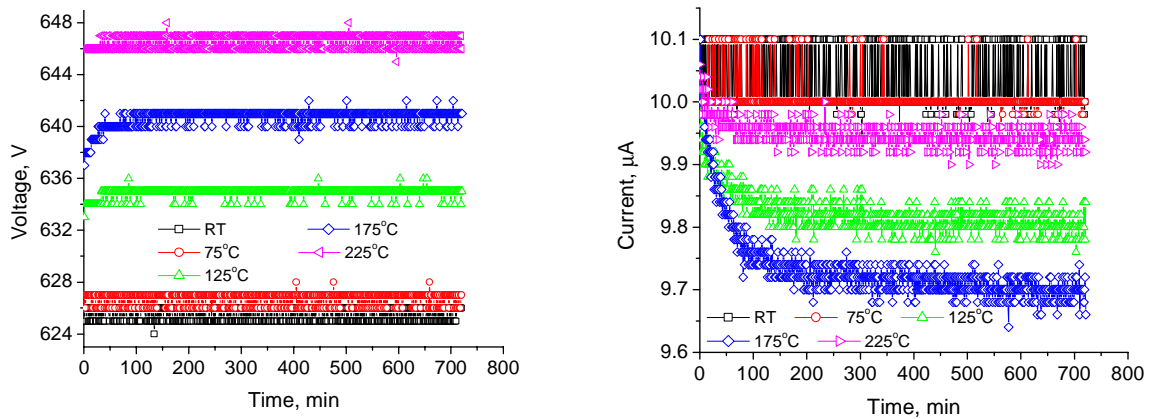 648
644
640
636
632
628
624
Voltage, V
RT
75°C
125°C
175°C
225°C
0 100 200 300 400 500 600 700 800
Time, min
10.1
10.0
9.9
9.8
9.7
9.6
Current, µA
RT 75°C 125°C
175°C 225°C
0 100 200 300 400 500 600 700 800
Time, min